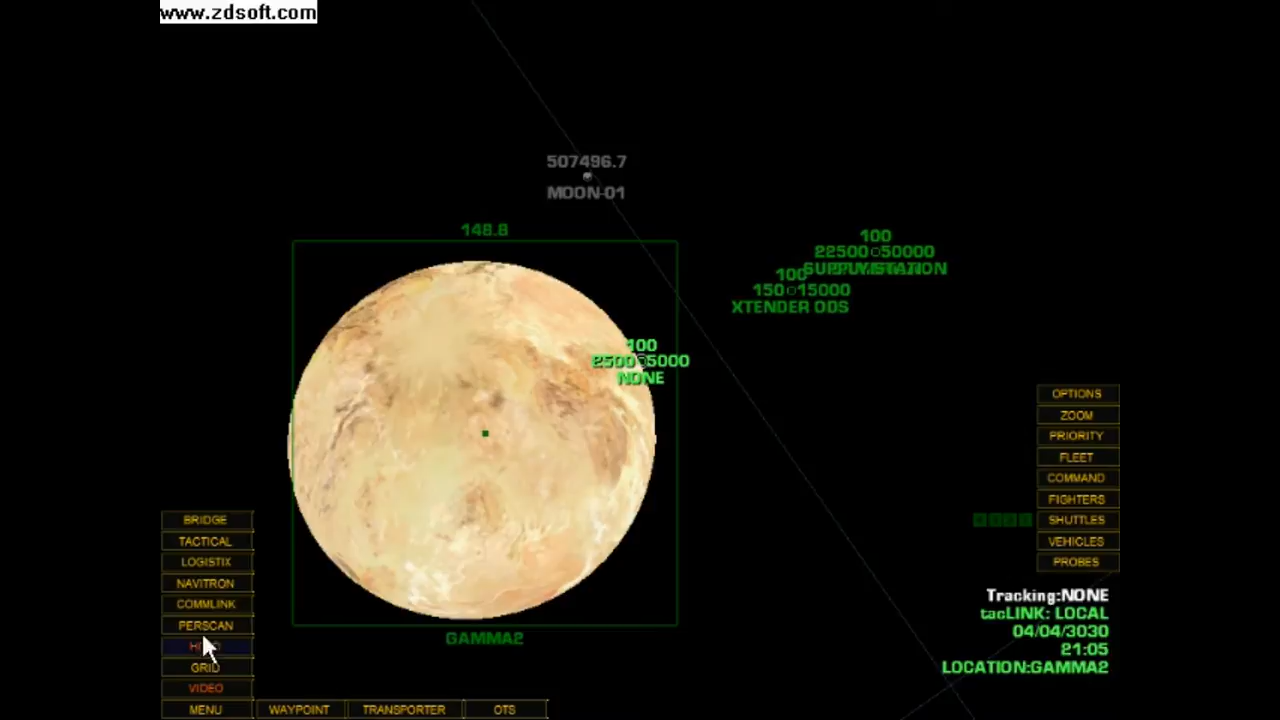 www.zdsoft.com
507496.7
MOON-01
148.8
100
22500 50000
100
150 15000
XTENDER ODS
100
2500 5000
NONE
GAMMA2
OPTIONS
ZOOM
PRIORITY
FLEET
COMMAND
FIGHTERS
SHUTTLES
VEHICLES
PROBES
BRIDGE
TACTICAL
LOGISTIX
NAVITRON
COMMLINK
PERSCAN
GRID
VIDEO
MENU
WAYPOINT
TRANSPORTER
OTS
Tracking:NONE
tacLINK: LOCAL
04/04/3030
21:05
LOCATION:GAMMA2